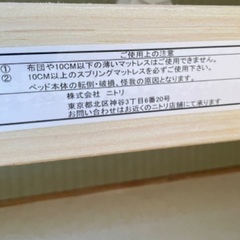 ご使用上の注意
① 布団や10CM以下の薄いマットレスはご使用できません。
② 10CM以上のスプリングマットレスを必ずご使用下さい。
ベッド本体の転倒・破損、怪我の原因となります。
株式会社 ニトリ
東京都北区神谷3丁目6番20号
お問い合わせはお近くのニトリ店舗にて承ります